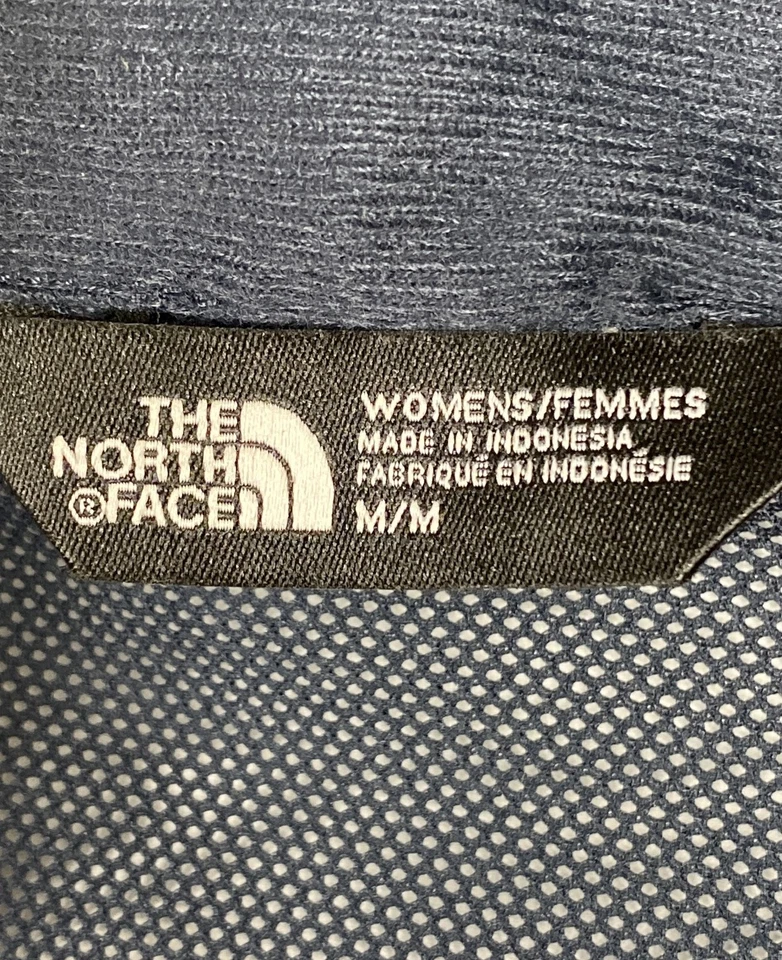 THE
NORTH
®FACE
WOMENS/FEMMES
MADE IN INDONESIA
FABRIQUÉ EN INDONÉSIE
M/M